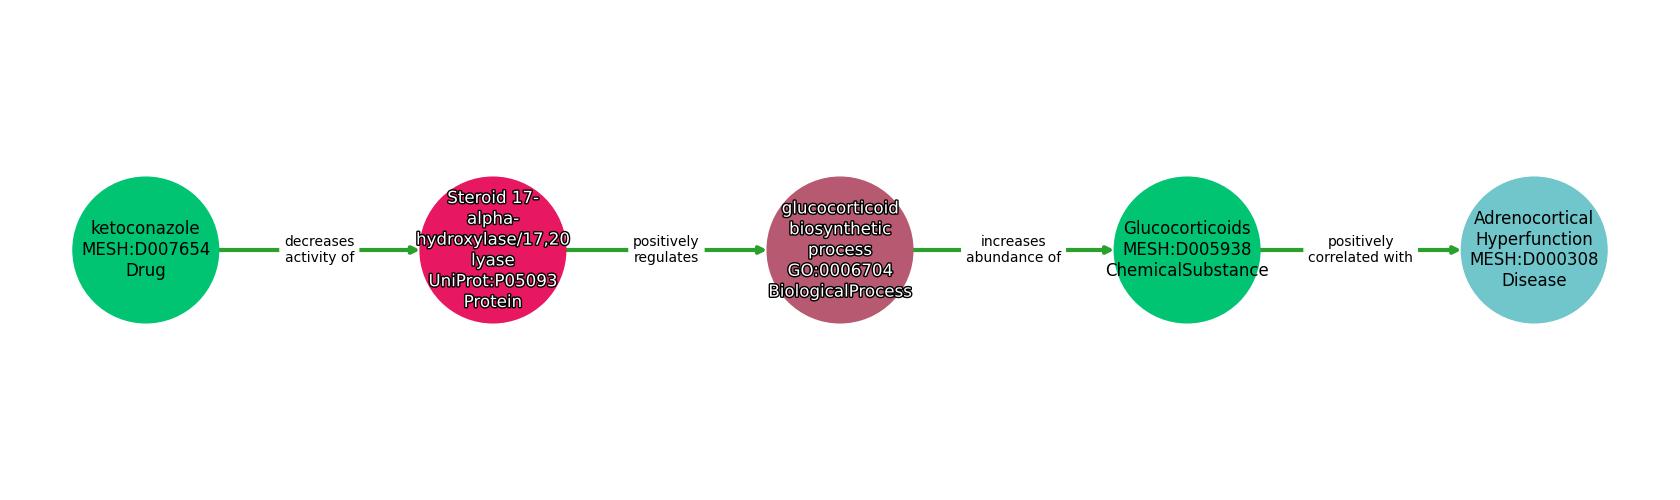 ketoconazole
MESH:D007654
Drug
decreases
activity of
Steroid 17-
alpha-
hydroxylase/17,20
lyase
UniProt:P05093
Protein
positively
regulates
glucocorticoid
biosynthetic
process
GO:0006704
BiologicalProcess
increases
abundance of
Glucocorticoids
MESH:D005938
ChemicalSubstance
positively
correlated with
Adrenocortical
Hyperfunction
MESH:D000308
Disease